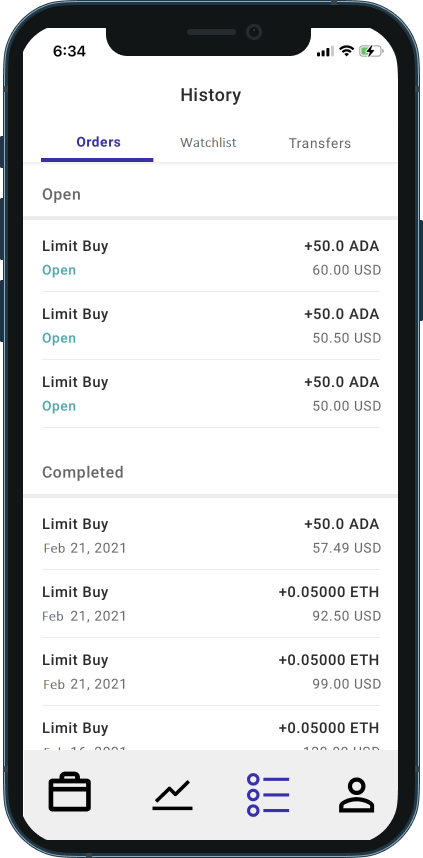 6:34
History
Orders Watchlist Transfers
Open
Limit Buy +50.0 ADA
Open 60.00 USD
Limit Buy +50.0 ADA
Open 50.50 USD
Limit Buy +50.0 ADA
Open 50.00 USD
Completed
Limit Buy +50.0 ADA
Feb 21, 2021 57.49 USD
Limit Buy +0.05000 ETH
Feb 21, 2021 92.50 USD
Limit Buy +0.05000 ETH
Feb 21, 2021 99.00 USD
Limit Buy +0.05000 ETH